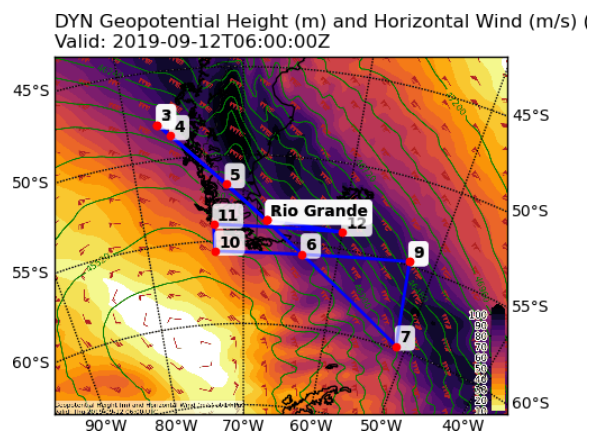 DYN Geopotential Height (m) and Horizontal Wind (m/s) (
Valid: 2019-09-12T06:00:00Z
45°S
50°S
55°S
60°S
45°S
50°S
55°S
60°S
3
4
5
Rio Grande
11
12
10
6
9
7
100
90
80
70
60
50
40
30
20
10
90°W
80°W
70°W
60°W
50°W
40°W